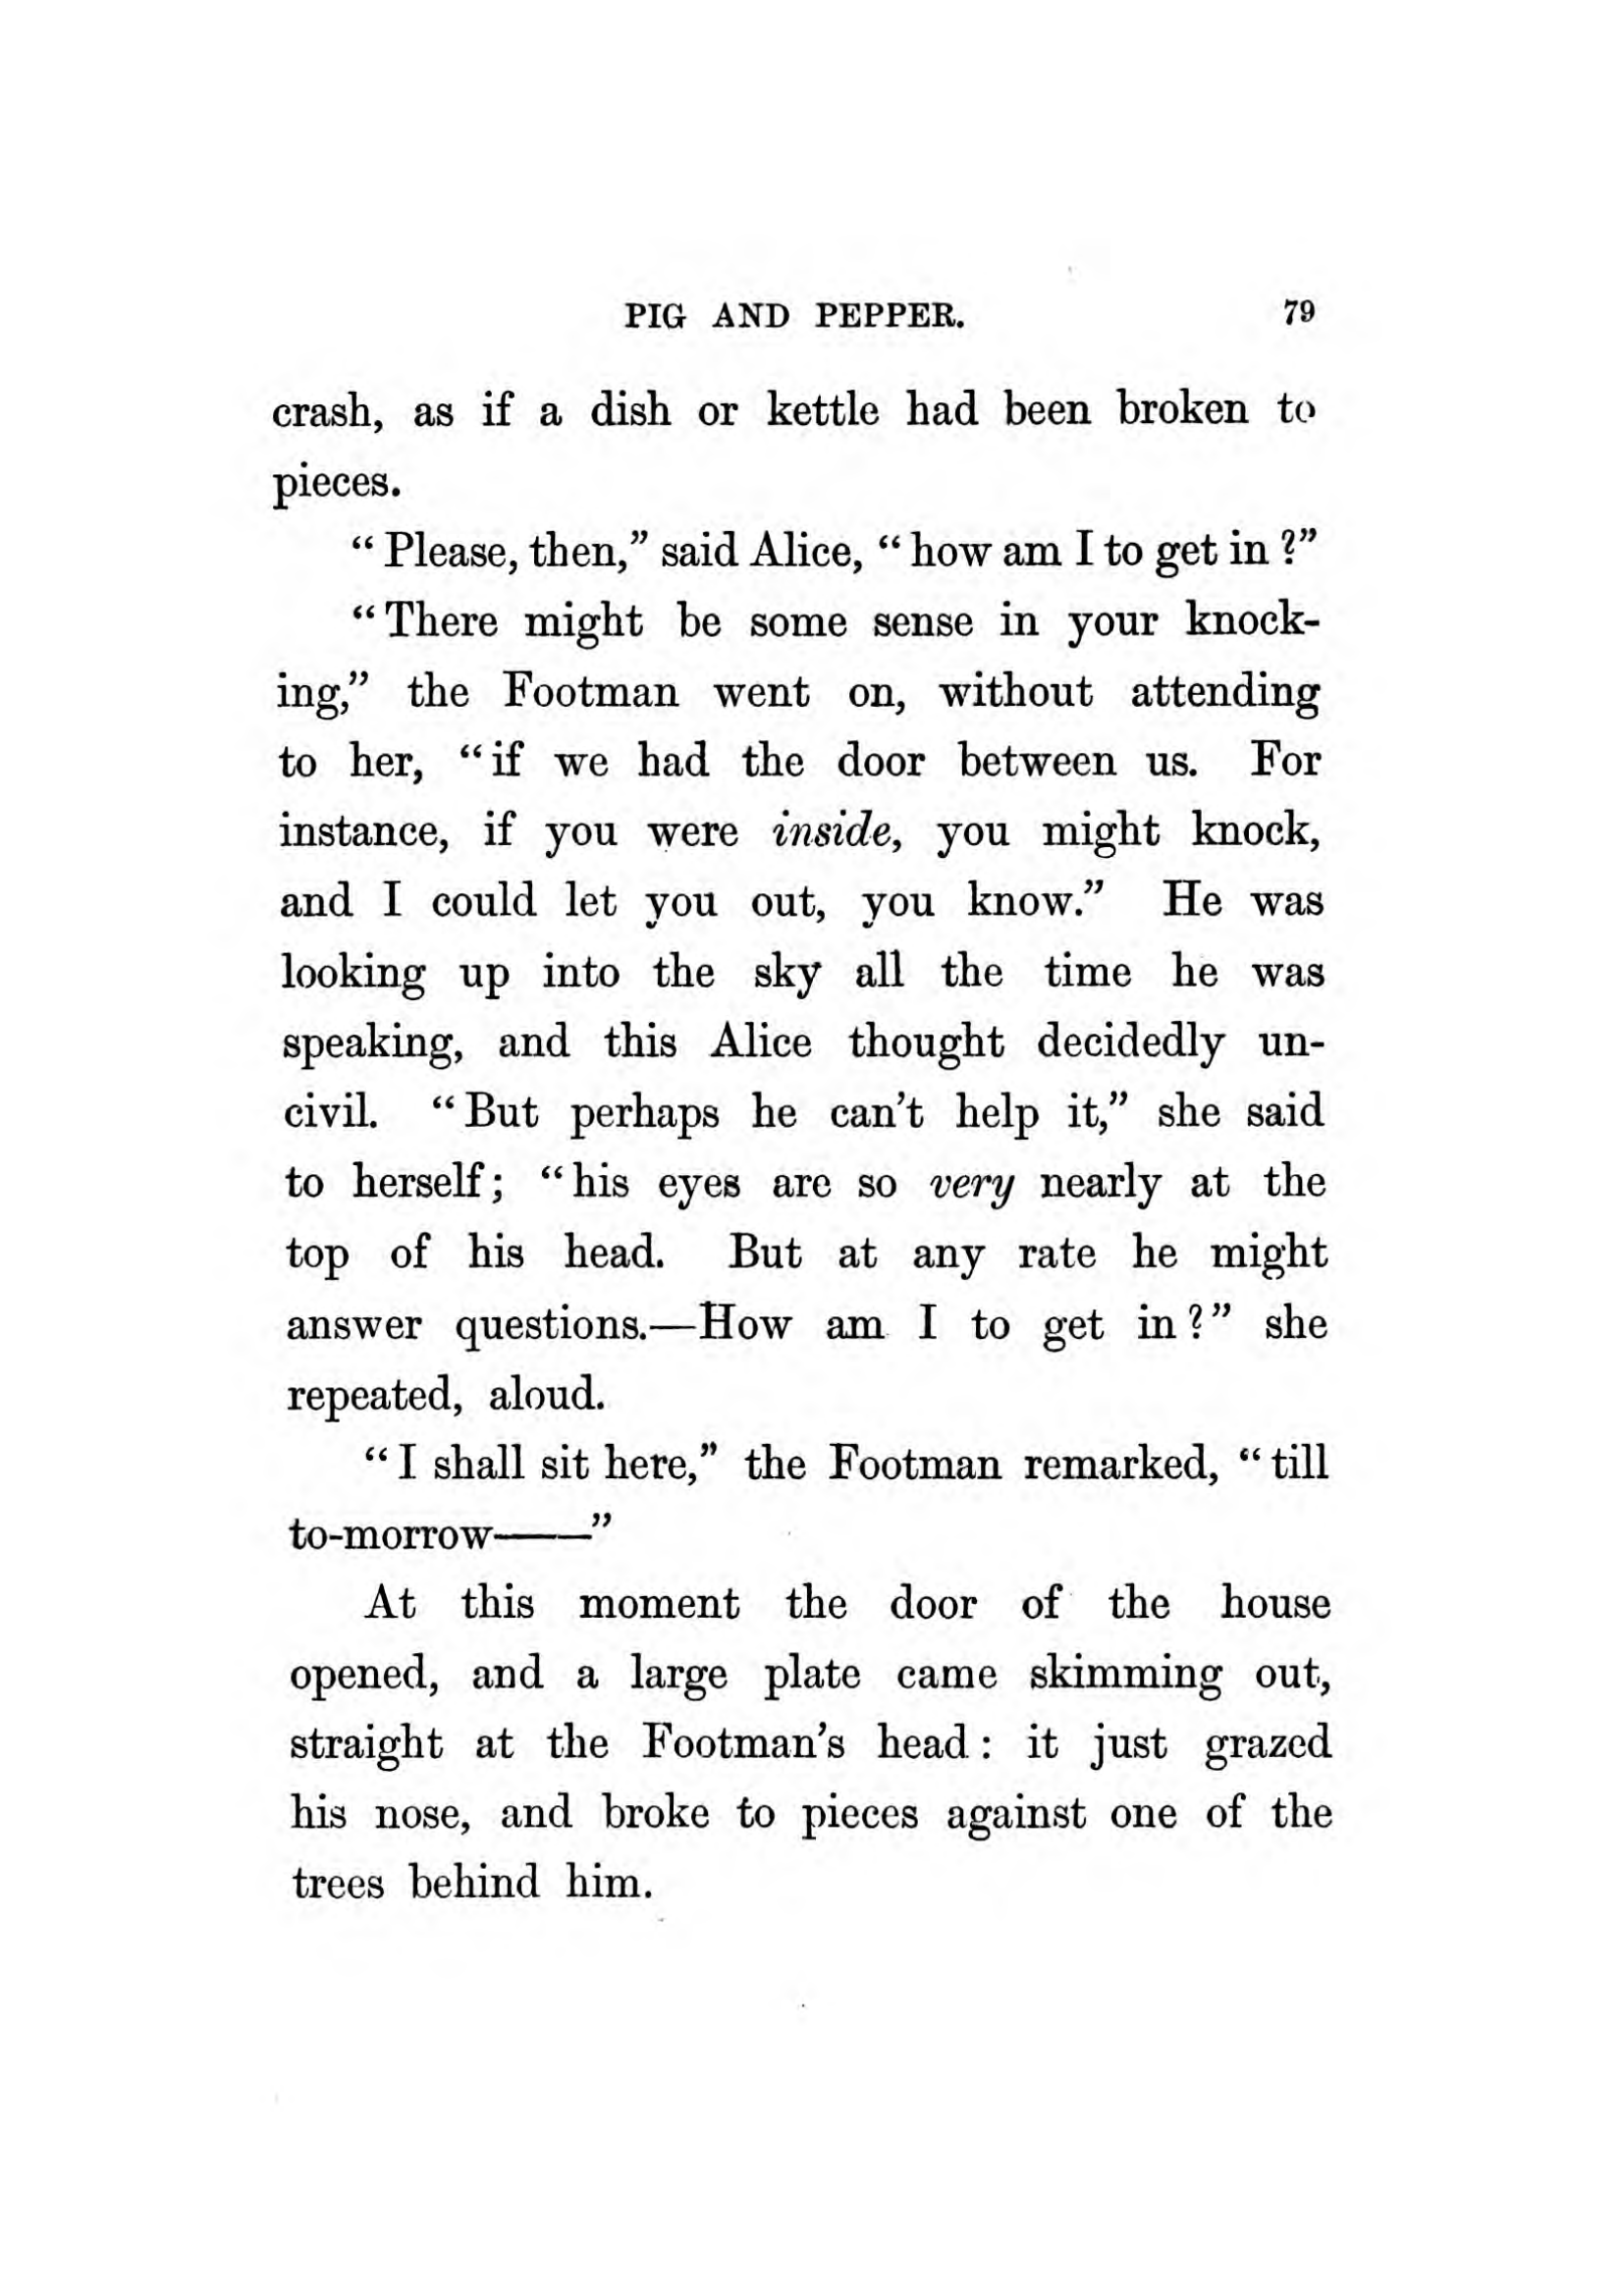 PIG AND PEPPER. 79
crash, as if a dish or kettle had been broken to
pieces.
“Please, then,” said Alice, “how am I to get in?”
“There might be some sense in your knock-
ing,” the Footman went on, without attending
to her, “if we had the door between us. For
instance, if you were inside, you might knock,
and I could let you out, you know.” He was
looking up into the sky all the time he was
speaking, and this Alice thought decidedly un-
civil. “But perhaps he can’t help it,” she said
to herself; “his eyes are so very nearly at the
top of his head. But at any rate he might
answer questions.—How am I to get in?” she
repeated, aloud.
“I shall sit here,” the Footman remarked, “till
to-morrow——”
At this moment the door of the house
opened, and a large plate came skimming out,
straight at the Footman’s head: it just grazed
his nose, and broke to pieces against one of the
trees behind him.